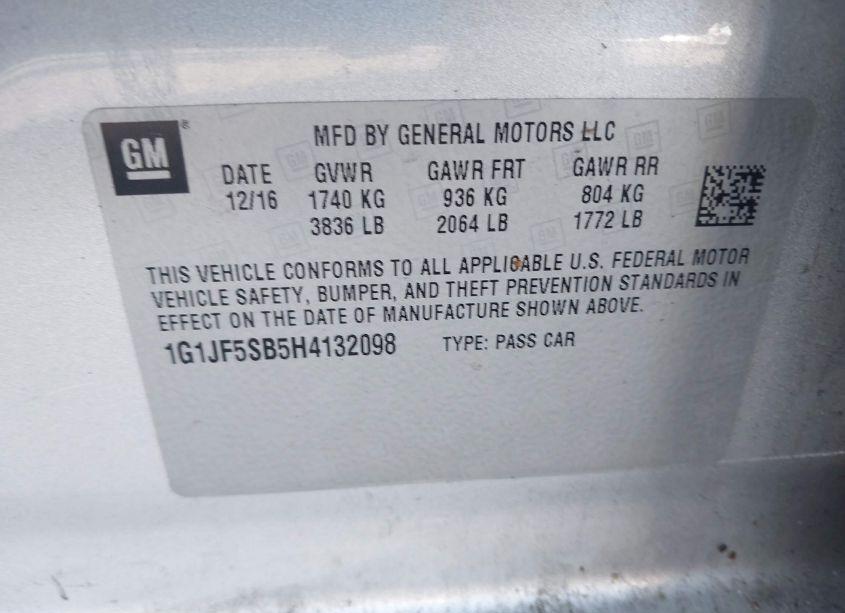 GM
MFD BY GENERAL MOTORS LLC
DATE GVWR GAWR FRT GAWR RR
12/16 1740 KG 936 KG 804 KG
3836 LB 2064 LB 1772 LB
THIS VEHICLE CONFORMS TO ALL APPLICABLE U.S. FEDERAL MOTOR
VEHICLE SAFETY, BUMPER, AND THEFT PREVENTION STANDARDS IN
EFFECT ON THE DATE OF MANUFACTURE SHOWN ABOVE.
1G1JF5SB5H4132098 TYPE: PASS CAR